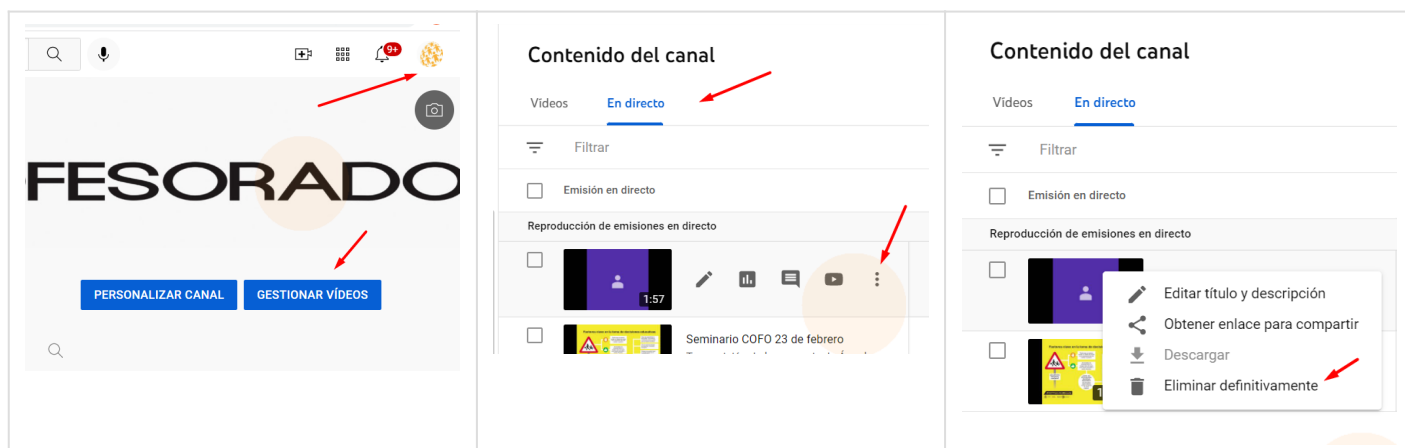 9+
FESORADO
PERSONALIZAR CANAL
GESTIONAR VÍDEOS
Contenido del canal
Vídeos
En directo
Filtrar
Emisión en directo
Reproducción de emisiones en directo
1:57
Seminario COFO 23 de febrero
Contenido del canal
Vídeos
En directo
Filtrar
Emisión en directo
Reproducción de emisiones en directo
Editar título y descripción
Obtener enlace para compartir
Descargar
Eliminar definitivamente